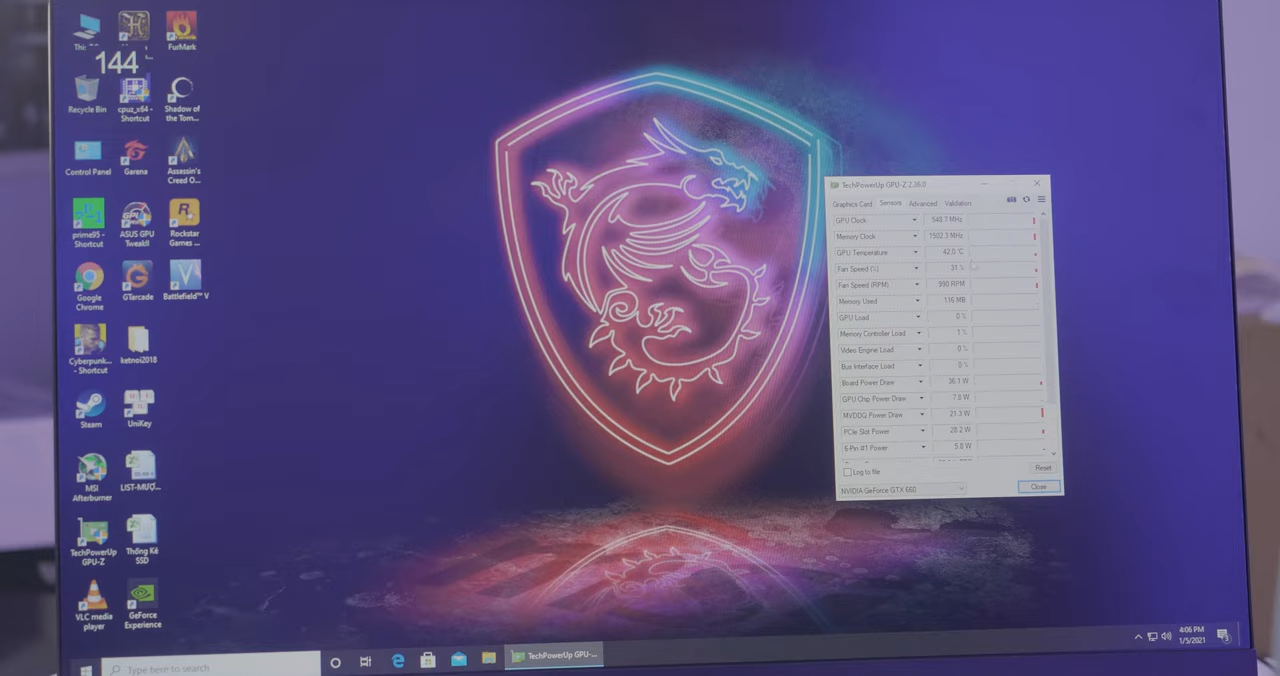 144
FurMark
Recycle Bin
cpuz_x64 -
Shortcut
Shadow of
the Tom...
Control Panel
Garena
Assassin's
Creed O...
prime95 -
Shortcut
ASUS GPU
TweakII
Rockstar
Games ...
Google
Chrome
GTarcade
Battlefield™ V
Cyberpunk...
- Shortcut
ketnoi2018
Steam
UniKey
MSI
Afterburner
LIST-MƯỢ...
TechPowerUp
GPU-Z
Thống Kê
SSD
VLC media
player
GeForce
Experience
TechPowerUp GPU-Z 2.36.0
Graphics Card Sensors Advanced Validation
GPU Clock 548.7 MHz
Memory Clock 1502.3 MHz
GPU Temperature 42.0 °C
Fan Speed (%) 31 %
Fan Speed (RPM) 990 RPM
Memory Used 116 MB
GPU Load 0 %
Memory Controller Load 1 %
Video Engine Load 0 %
Bus Interface Load 0 %
Board Power Draw 36.1 W
GPU Chip Power Draw 7.8 W
MVDDQ Power Draw 21.3 W
PCIe Slot Power 28.2 W
6-Pin #1 Power 5.8 W
Log to file
Reset
NVIDIA GeForce GTX 660
Close
Type here to search
TechPowerUp GPU-...
4:06 PM
1/5/2021
3